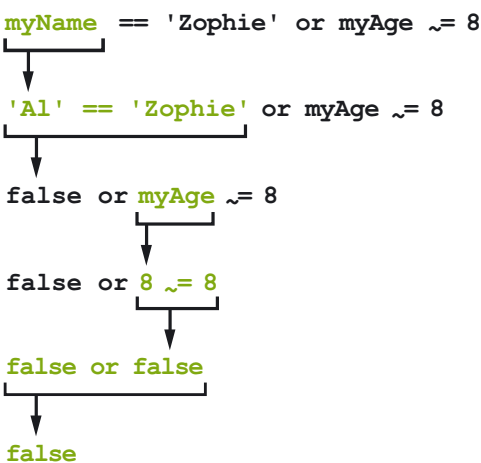 myName == 'Zophie' or myAge ~= 8
'Al' == 'Zophie' or myAge ~= 8
false or myAge ~= 8
false or 8 ~= 8
false or false
false